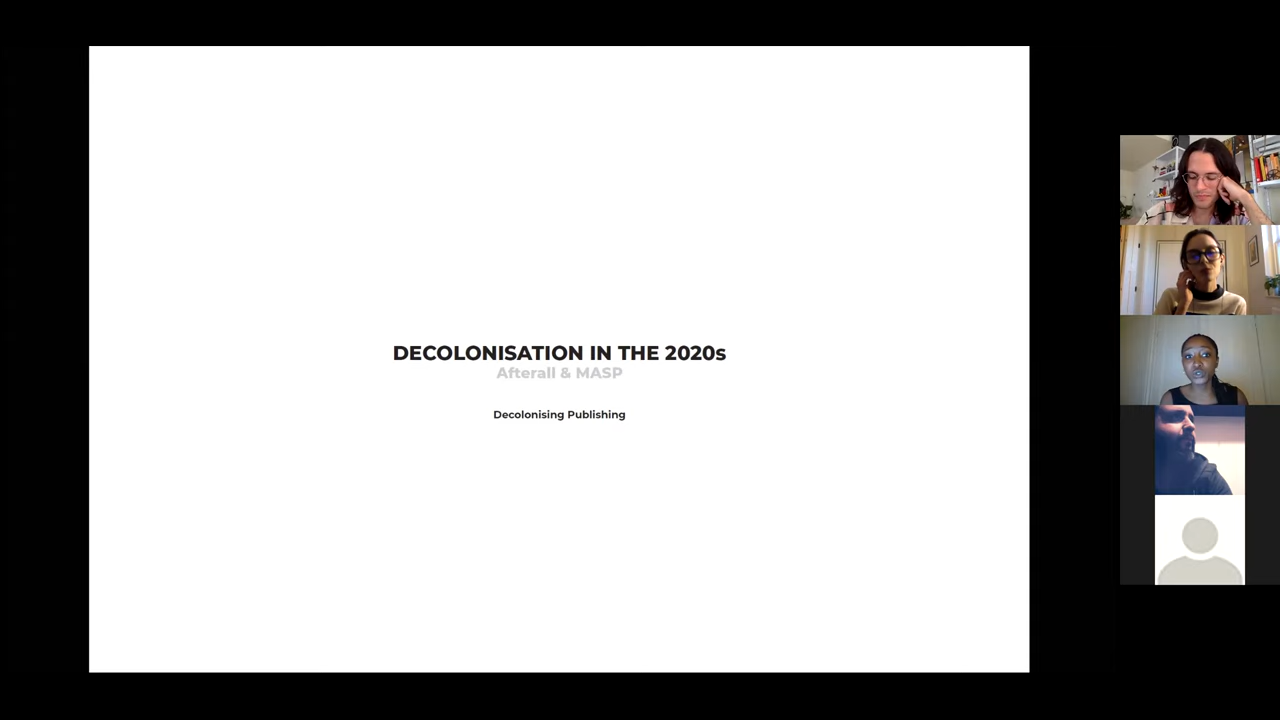 DECOLONISATION IN THE 2020s
Afterall & MASP
Decolonising Publishing